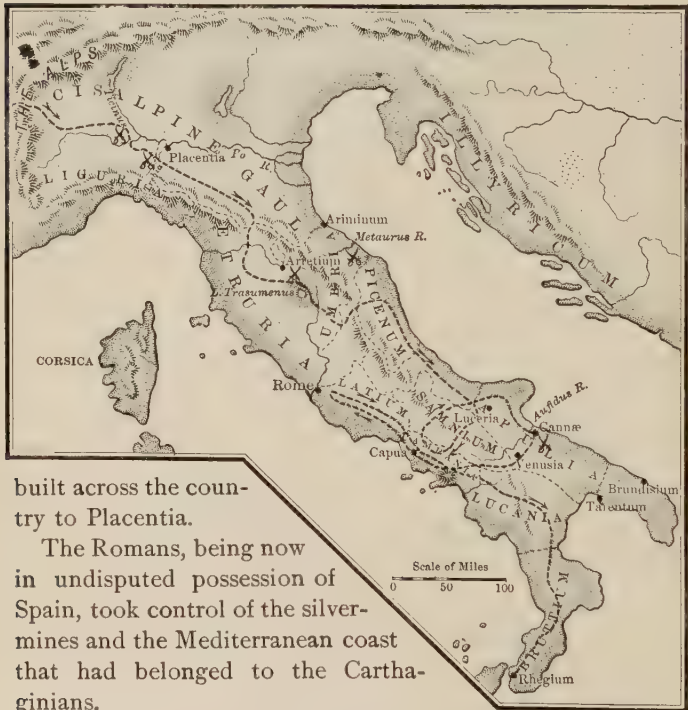 THE ALPS
CISALPINE GAUL
Ticinus
Placentia
Po R.
LIGURIA
ILLYRICUM
Ariminum
Metaurus R.
Arretium
L. Trasumenus
ETRURIA
UMBRIA
PICENUM
CORSICA
Rome
LATIUM
SAMNIUM
Luceria
Aufidus R.
Cannæ
APULIA
Capua
Venusia
Brundisium
Tarentum
LUCANIA
Scale of Miles
0 50 100
BRUTTIUM
Rhegium
built across the coun-
try to Placentia.
The Romans, being now
in undisputed possession of
Spain, took control of the silver-
mines and the Mediterranean coast
that had belonged to the Cartha-
ginians.